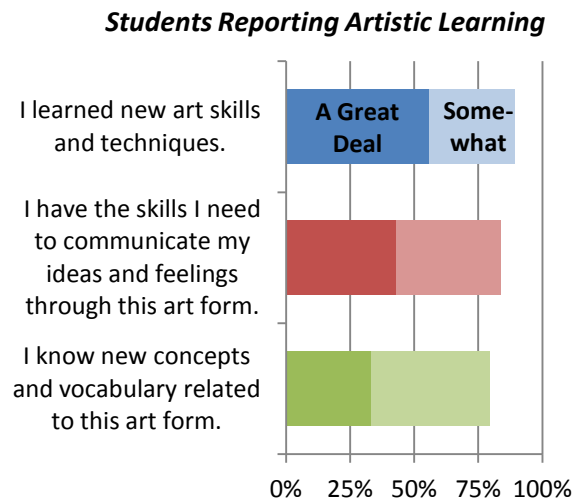 Students Reporting Artistic Learning
I learned new art skills
and techniques.
A Great
Deal
Some-
what
I have the skills I need
to communicate my
ideas and feelings
through this art form.
I know new concepts
and vocabulary related
to this art form.
0% 25% 50% 75% 100%